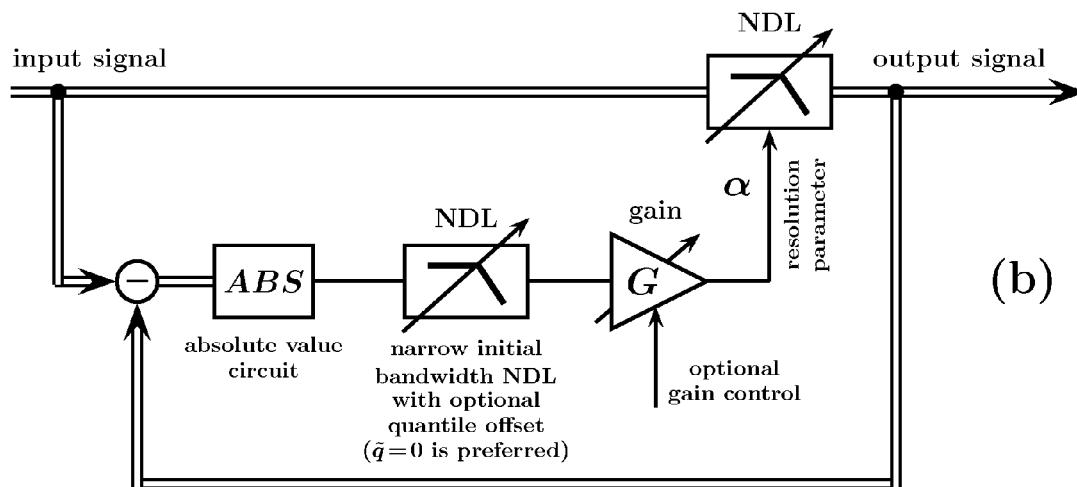 NDL
input signal
output signal
α
resolution
parameter
NDL
gain
ABS
G
(b)
−
absolute value
circuit
narrow initial
bandwidth NDL
with optional
quantile offset
(q̃=0 is preferred)
optional
gain control